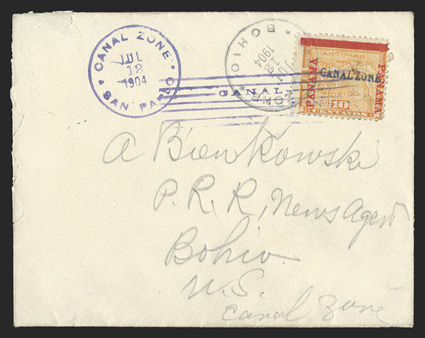 CANAL ZONE
JUL
12
1904
SAN PABLO
BOHIO
1904
CANAL
PANAMA
CANAL ZONE
PANAMA
10
A Bienkowski
P. R. R, News Agent
Bohio
U.S.
Canal Zone